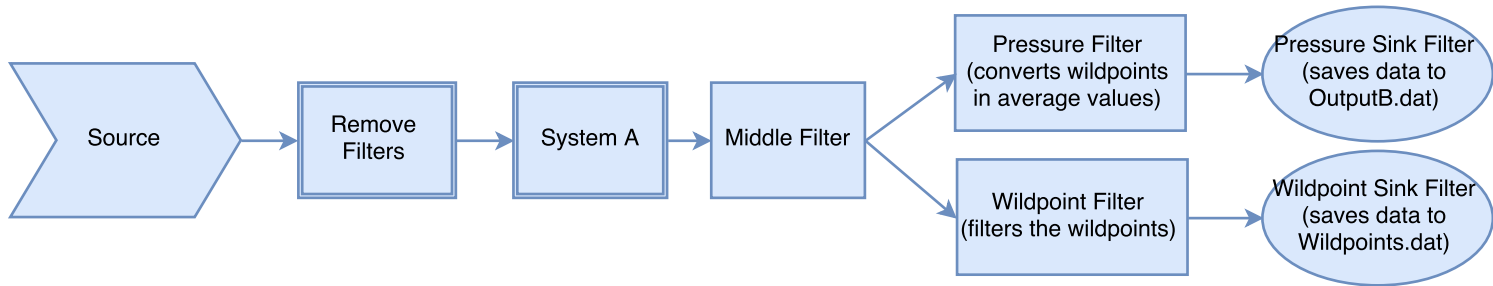 Source
Remove
Filters
System A
Middle Filter
Pressure Filter
(converts wildpoints
in average values)
Pressure Sink Filter
(saves data to
OutputB.dat)
Wildpoint Filter
(filters the wildpoints)
Wildpoint Sink Filter
(saves data to
Wildpoints.dat)